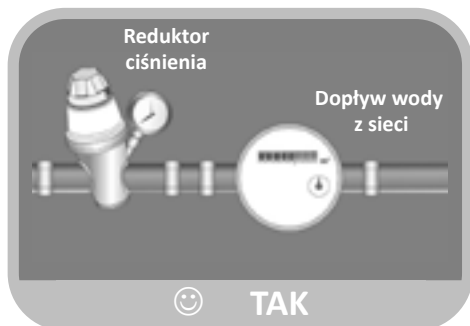 Reduktor
ciśnienia
Dopływ wody
z sieci
TAK